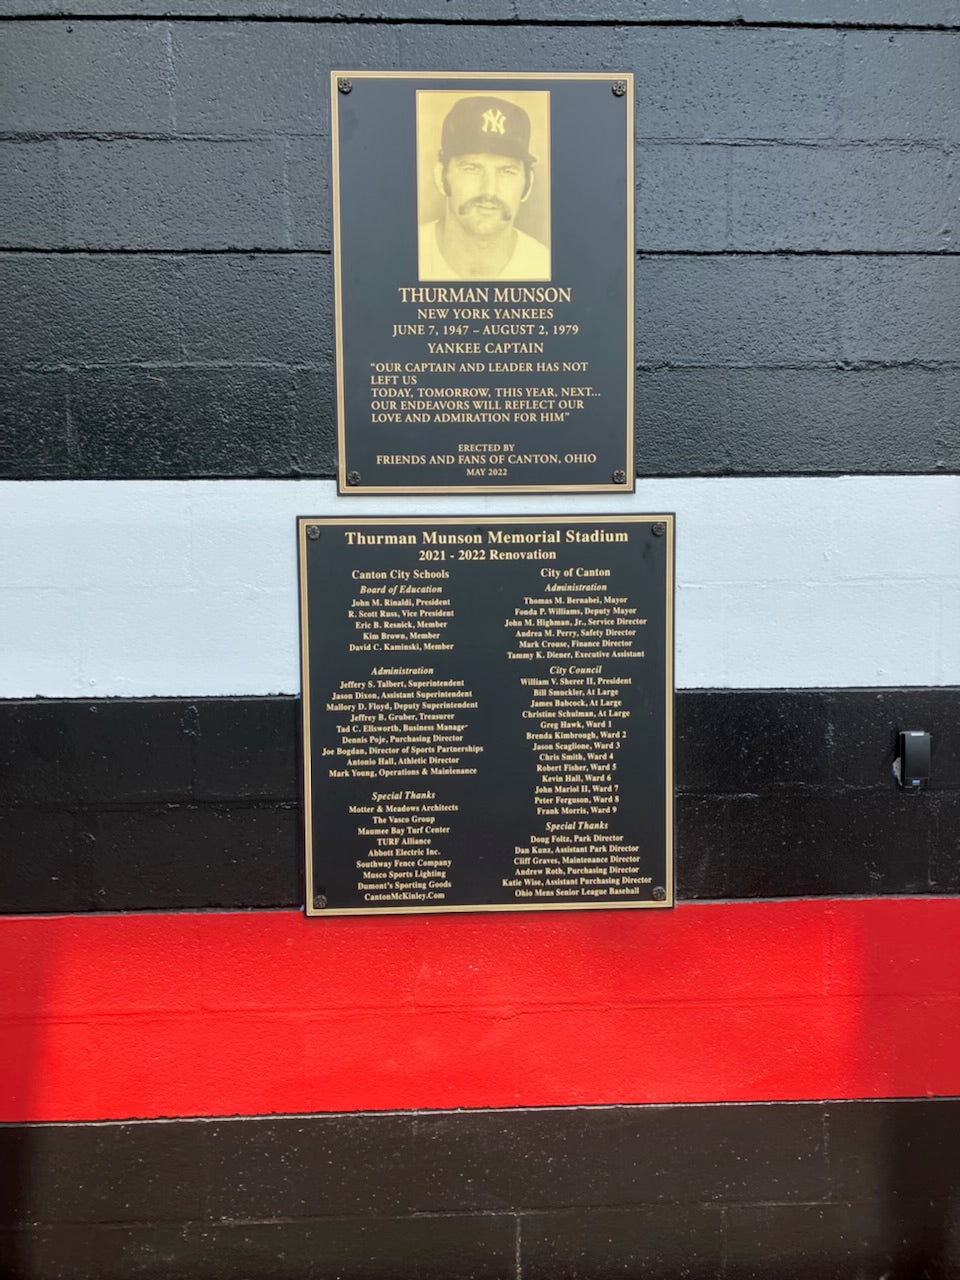 NY
THURMAN MUNSON
NEW YORK YANKEES
JUNE 7, 1947 – AUGUST 2, 1979
YANKEE CAPTAIN
"OUR CAPTAIN AND LEADER HAS NOT
LEFT US
TODAY, TOMORROW, THIS YEAR, NEXT...
OUR ENDEAVORS WILL REFLECT OUR
LOVE AND ADMIRATION FOR HIM"
ERECTED BY
FRIENDS AND FANS OF CANTON, OHIO
MAY 2022
Thurman Munson Memorial Stadium
2021 - 2022 Renovation
Canton City Schools
Board of Education
John M. Rinaldi, President
R. Scott Russ, Vice President
Eric B. Resnick, Member
Kim Brown, Member
David C. Kaminski, Member
Administration
Jeffery S. Talbert, Superintendent
Jason Dixon, Assistant Superintendent
Mallory D. Floyd, Deputy Superintendent
Jeffrey B. Gruber, Treasurer
Tad C. Ellsworth, Business Manager
Dennis Poje, Purchasing Director
Joe Bogdan, Director of Sports Partnerships
Antonio Hall, Athletic Director
Mark Young, Operations & Maintenance
Special Thanks
Motter & Meadows Architects
The Vasco Group
Maumee Bay Turf Center
TURF Alliance
Abbott Electric Inc.
Southway Fence Company
Musco Sports Lighting
Dumont's Sporting Goods
CantonMcKinley.Com
City of Canton
Administration
Thomas M. Bernabei, Mayor
Fonda P. Williams, Deputy Mayor
John M. Highman, Jr., Service Director
Andrea M. Perry, Safety Director
Mark Crouse, Finance Director
Tammy K. Diener, Executive Assistant
City Council
William V. Sherer II, President
Bill Smuckler, At Large
James Babcock, At Large
Christine Schulman, At Large
Greg Hawk, Ward 1
Brenda Kimbrough, Ward 2
Jason Scaglione, Ward 3
Chris Smith, Ward 4
Robert Fisher, Ward 5
Kevin Hall, Ward 6
John Mariol II, Ward 7
Peter Ferguson, Ward 8
Frank Morris, Ward 9
Special Thanks
Doug Foltz, Park Director
Dan Kunz, Assistant Park Director
Cliff Graves, Maintenance Director
Andrew Roth, Purchasing Director
Katie Wise, Assistant Purchasing Director
Ohio Mens Senior League Baseball